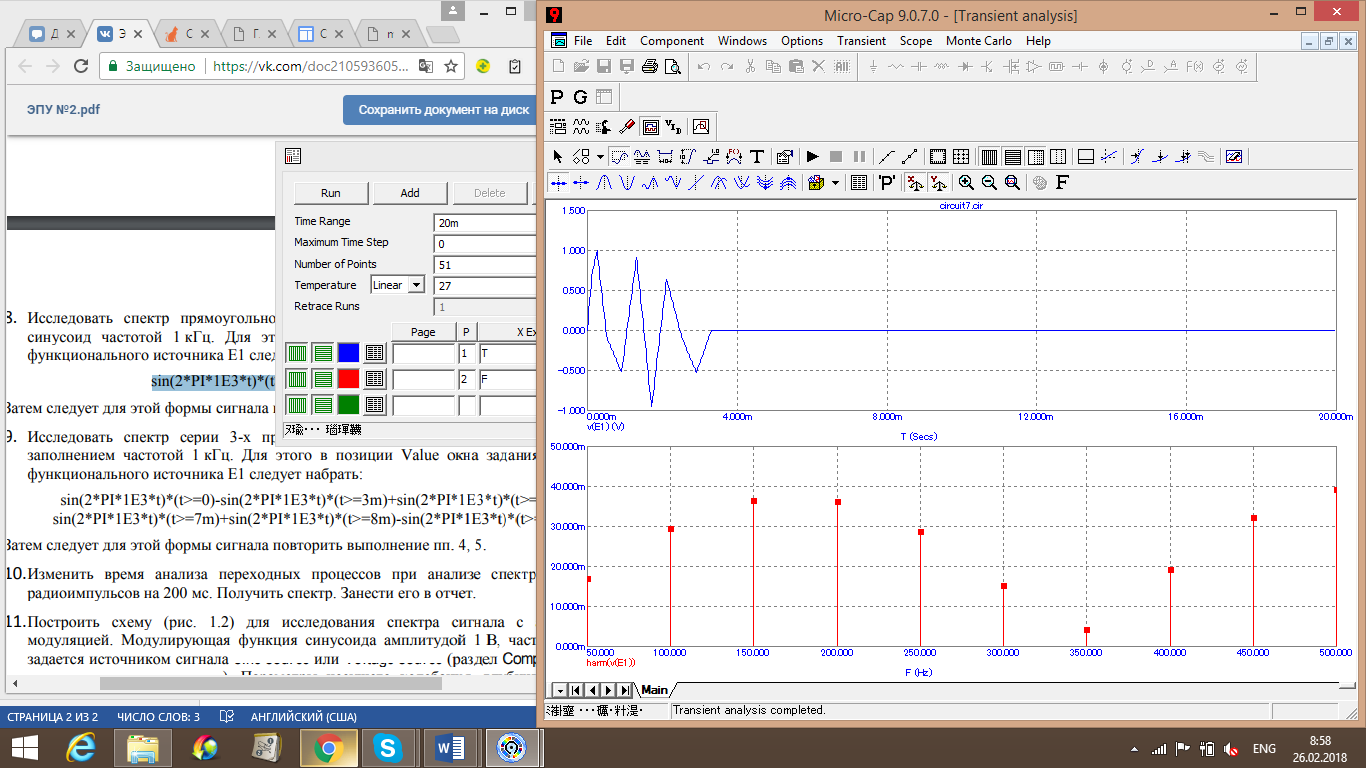 Д
Э
С
Г.
С
п
Защищено
https://vk.com/doc210593605...
ЭПУ №2.pdf
Сохранить документ на диск
8. Исследовать спектр прямоугольно
синусоид частотой 1 кГц. Для эт
функционального источника E1 след
sin(2*PI*1E3*t)*(t
Затем следует для этой формы сигнала п
9. Исследовать спектр серии 3-х пр
заполнением частотой 1 кГц. Для этого в позиции Value окна задания
функционального источника E1 следует набрать:
sin(2*PI*1E3*t)*(t>=0)-sin(2*PI*1E3*t)*(t>=3m)+sin(2*PI*1E3*t)*(t>=
sin(2*PI*1E3*t)*(t>=7m)+sin(2*PI*1E3*t)*(t>=8m)-sin(2*PI*1E3*t)*(t>=
Затем следует для этой формы сигнала повторить выполнение пп. 4, 5.
10. Изменить время анализа переходных процессов при анализе спектр
радиоимпульсов на 200 мс. Получить спектр. Занести его в отчет.
11. Построить схему (рис. 1.2) для исследования спектра сигнала с
модуляцией. Модулирующая функция синусоида амплитудой 1 В, част
задается источником сигнала или (раздел Comp
Run Add Delete
Time Range 20m
Maximum Time Step 0
Number of Points 51
Temperature Linear 27
Retrace Runs 1
Page P X Ex
1 T
2 F
СТРАНИЦА 2 ИЗ 2 ЧИСЛО СЛОВ: 3 АНГЛИЙСКИЙ (США)
Micro-Cap 9.0.7.0 - [Transient analysis]
File Edit Component Windows Options Transient Scope Monte Carlo Help
P G
circuit7.cir
1.500
1.000
0.500
0.000
-0.500
-1.000
0.000m 4.000m 8.000m 12.000m 16.000m 20.000m
v(E1) (V)
T (Secs)
50.000m
40.000m
30.000m
20.000m
10.000m
0.000m
50.000 100.000 150.000 200.000 250.000 300.000 350.000 400.000 450.000 500.000
harm(v(E1))
F (Hz)
Main
Transient analysis completed.
ENG
8:58
26.02.2018